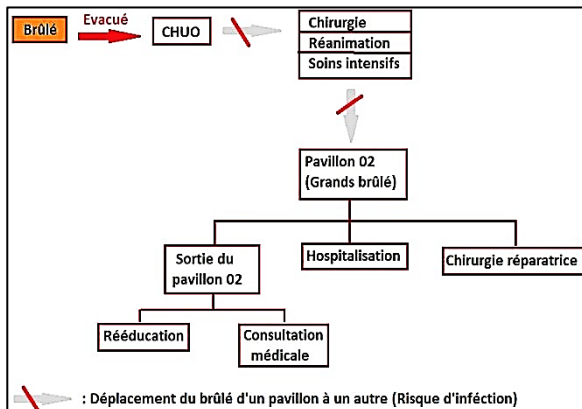 Brûlé
Evacué
CHUO
Chirurgie
Réanimation
Soins intensifs
Pavillon 02
(Grands brûlé)
Sortie du
pavillon 02
Hospitalisation
Chirurgie réparatrice
Rééducation
Consultation
médicale
: Déplacement du brûlé d'un pavillon à un autre (Risque d'inféction)